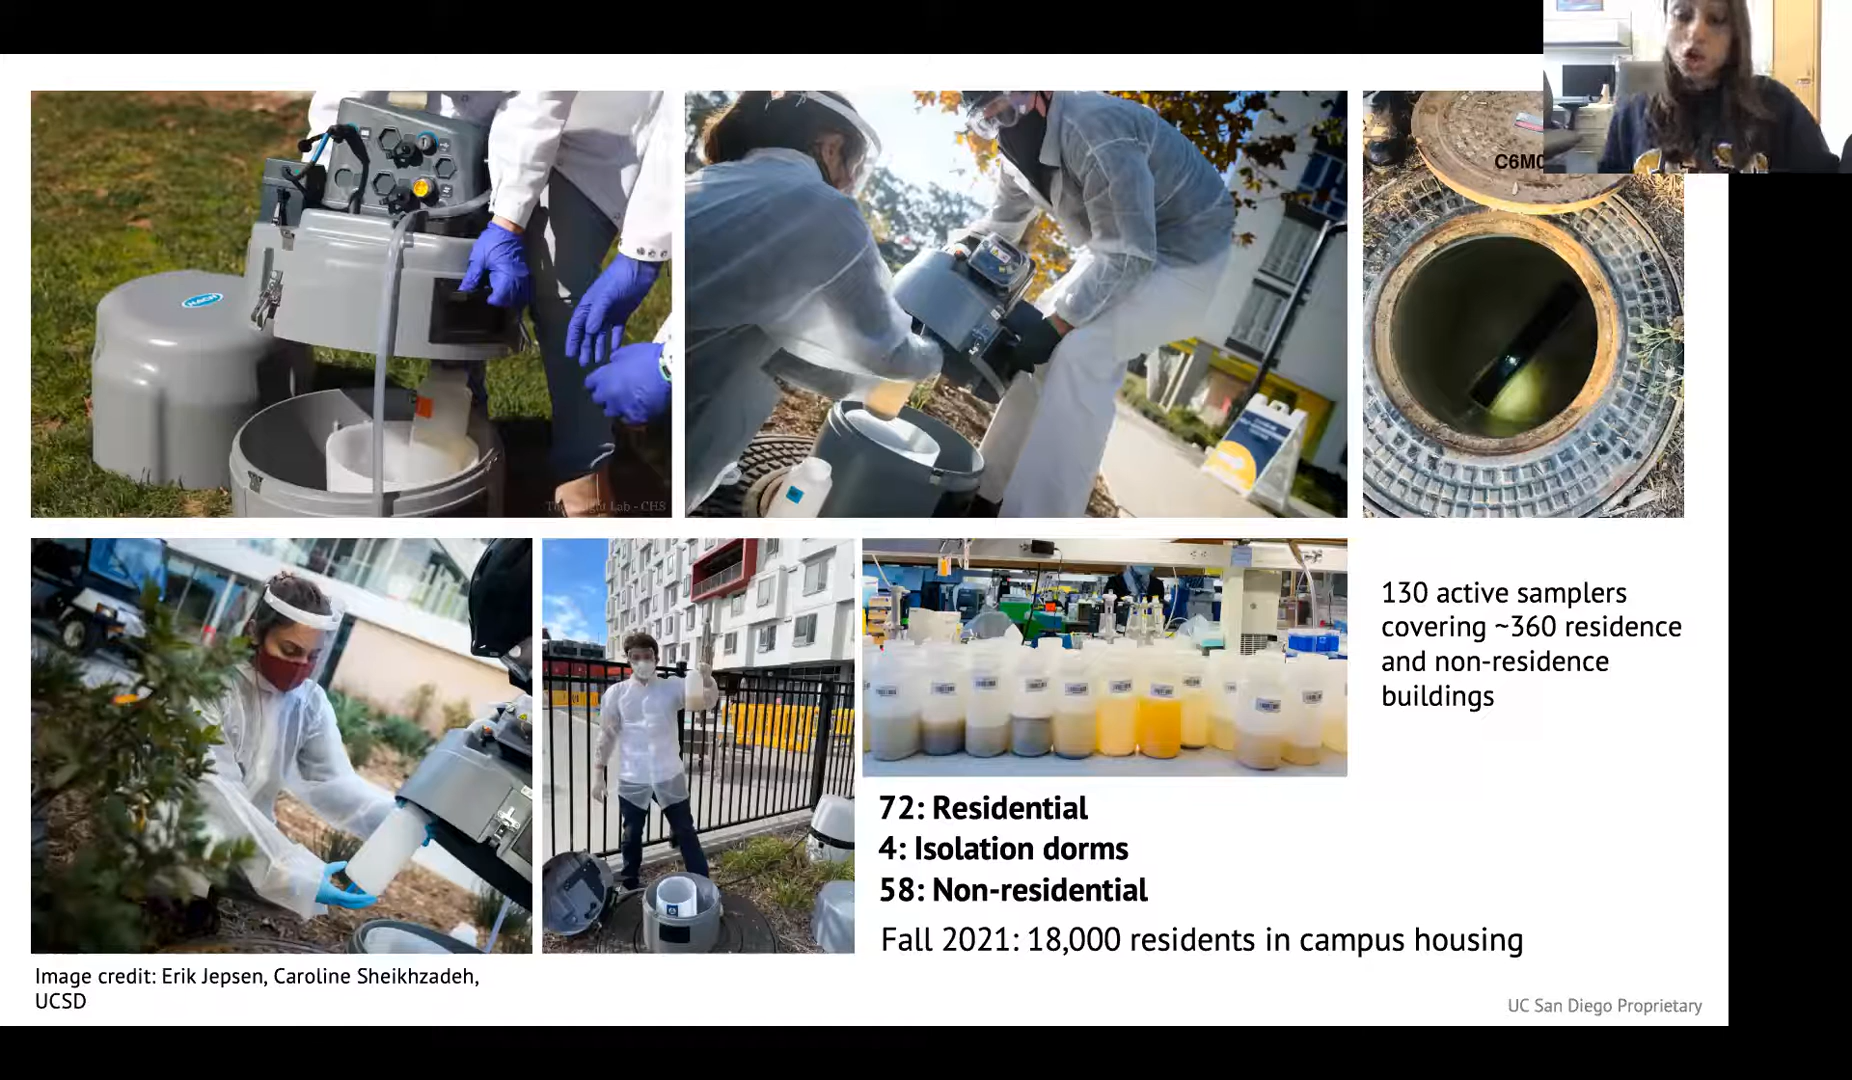 HACH
C6M0
130 active samplers
covering ~360 residence
and non-residence
buildings
72: Residential
4: Isolation dorms
58: Non-residential
Fall 2021: 18,000 residents in campus housing
Image credit: Erik Jepsen, Caroline Sheikhzadeh,
UCSD
UC San Diego Proprietary